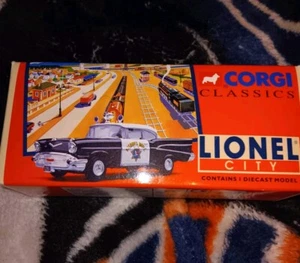 CORGI
CLASSICS
LIONEL
CITY
CONTAINS 1 DIECAST MODEL